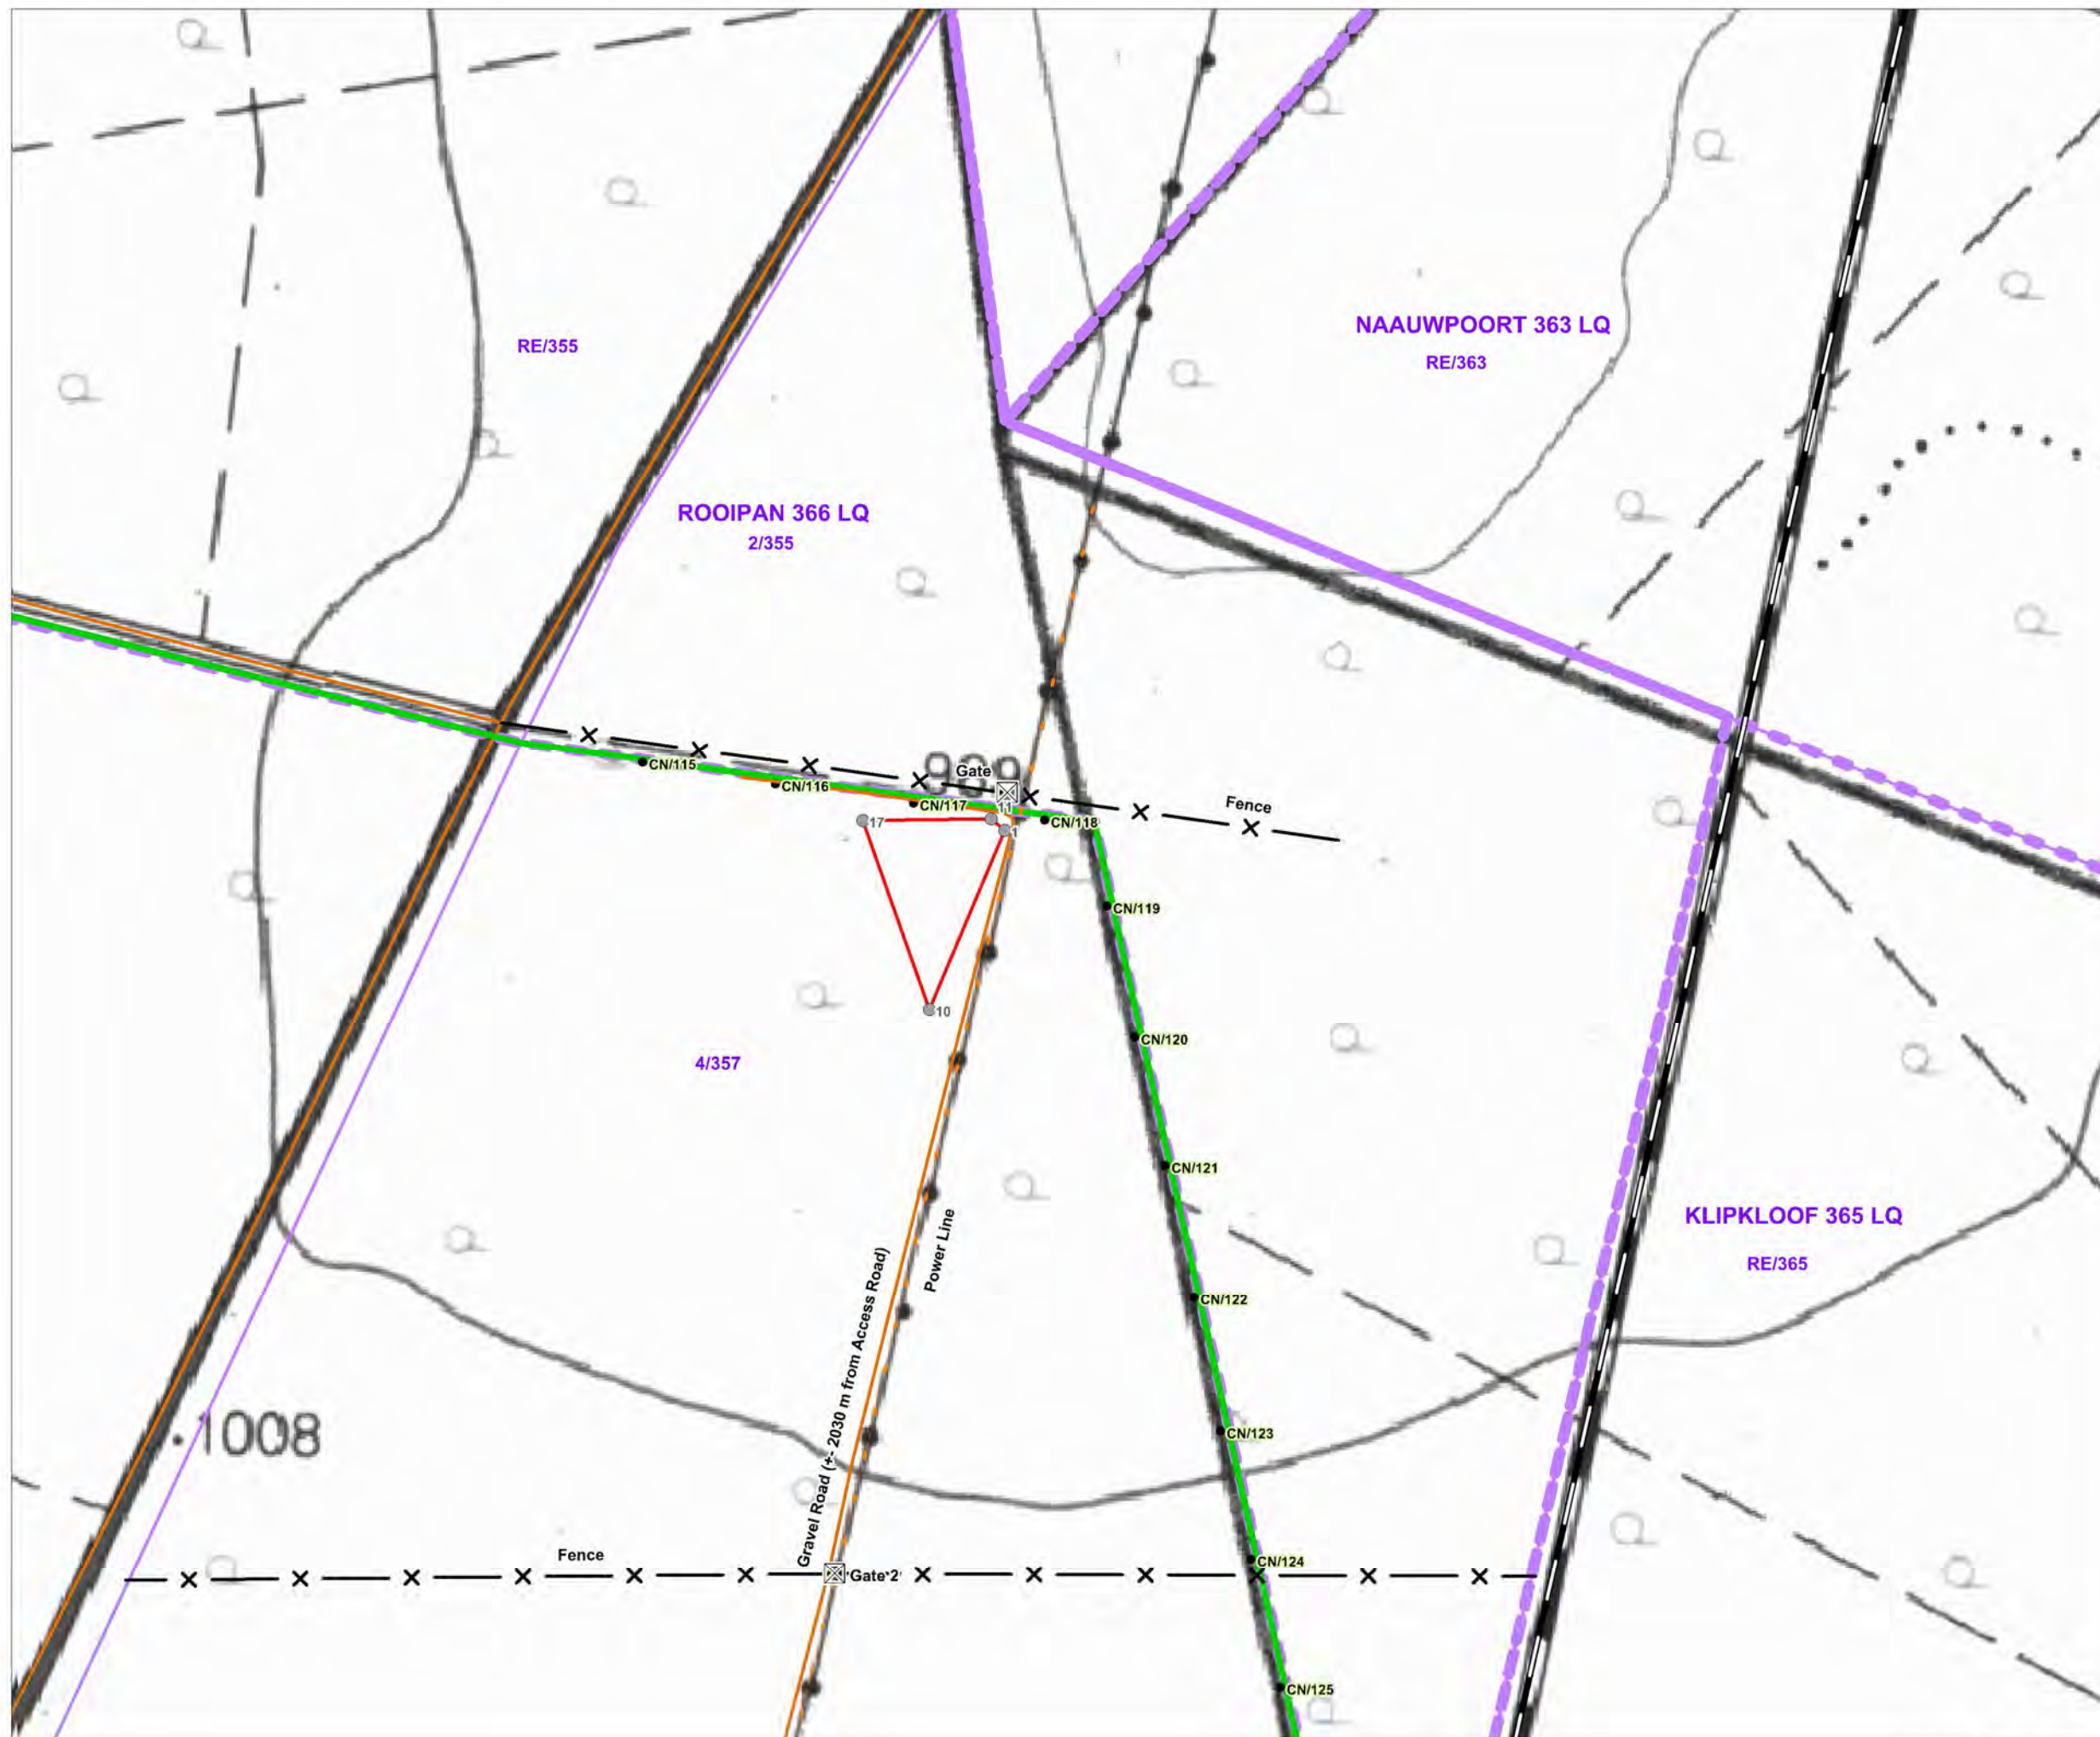 NAAUWPOORT 363 LQ
RE/363
RE/355
ROOIPAN 366 LQ
2/355
CN/115
CN/116
CN/117
Gate
11
1
17
CN/118
Fence
CN/119
10
CN/120
4/357
CN/121
KLIPKLOOF 365 LQ
RE/365
Power Line
Gravel Road (+- 2030 m from Access Road)
CN/122
.1008
CN/123
Fence
Gate 2
CN/124
CN/125